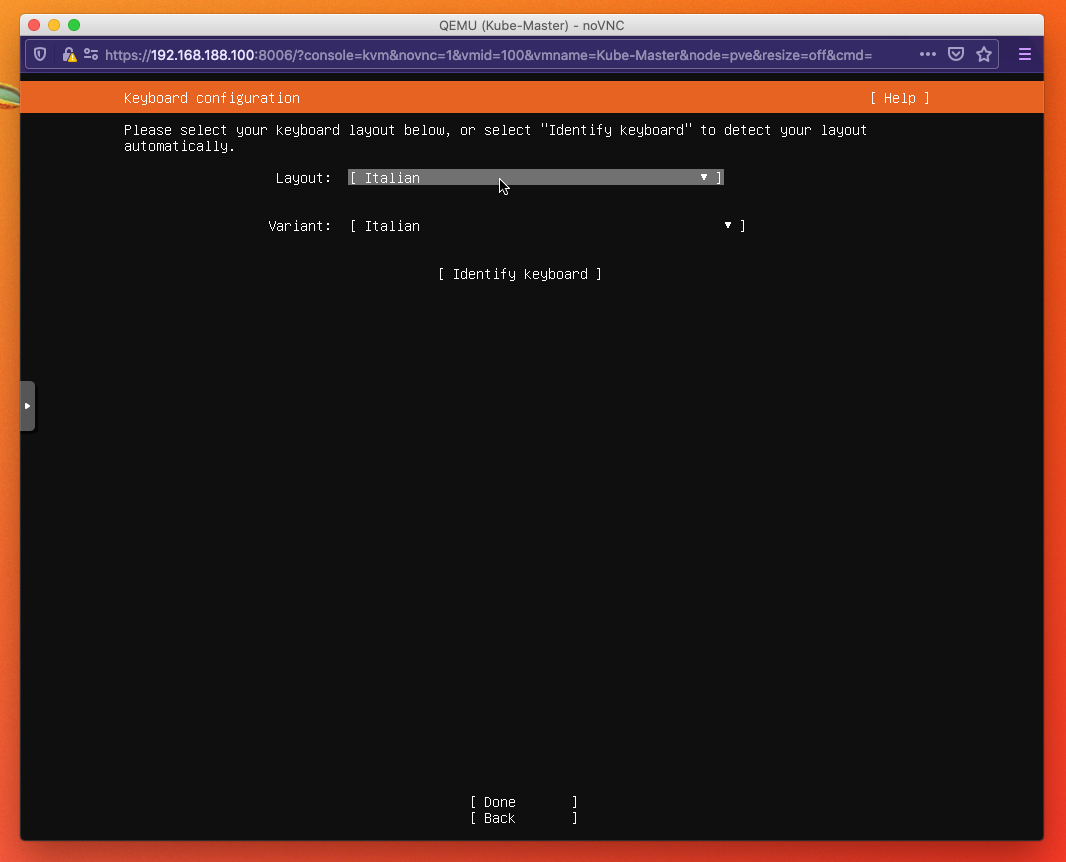 QEMU (Kube-Master) - noVNC
https://192.168.188.100:8006/?console=kvm&novnc=1&vmid=100&vmname=Kube-Master&node=pve&resize=off&cmd=
Keyboard configuration [ Help ]
Please select your keyboard layout below, or select "Identify keyboard" to detect your layout
automatically.
Layout: [ Italian ▾ ]
Variant: [ Italian ▾ ]
[ Identify keyboard ]
[ Done ]
[ Back ]